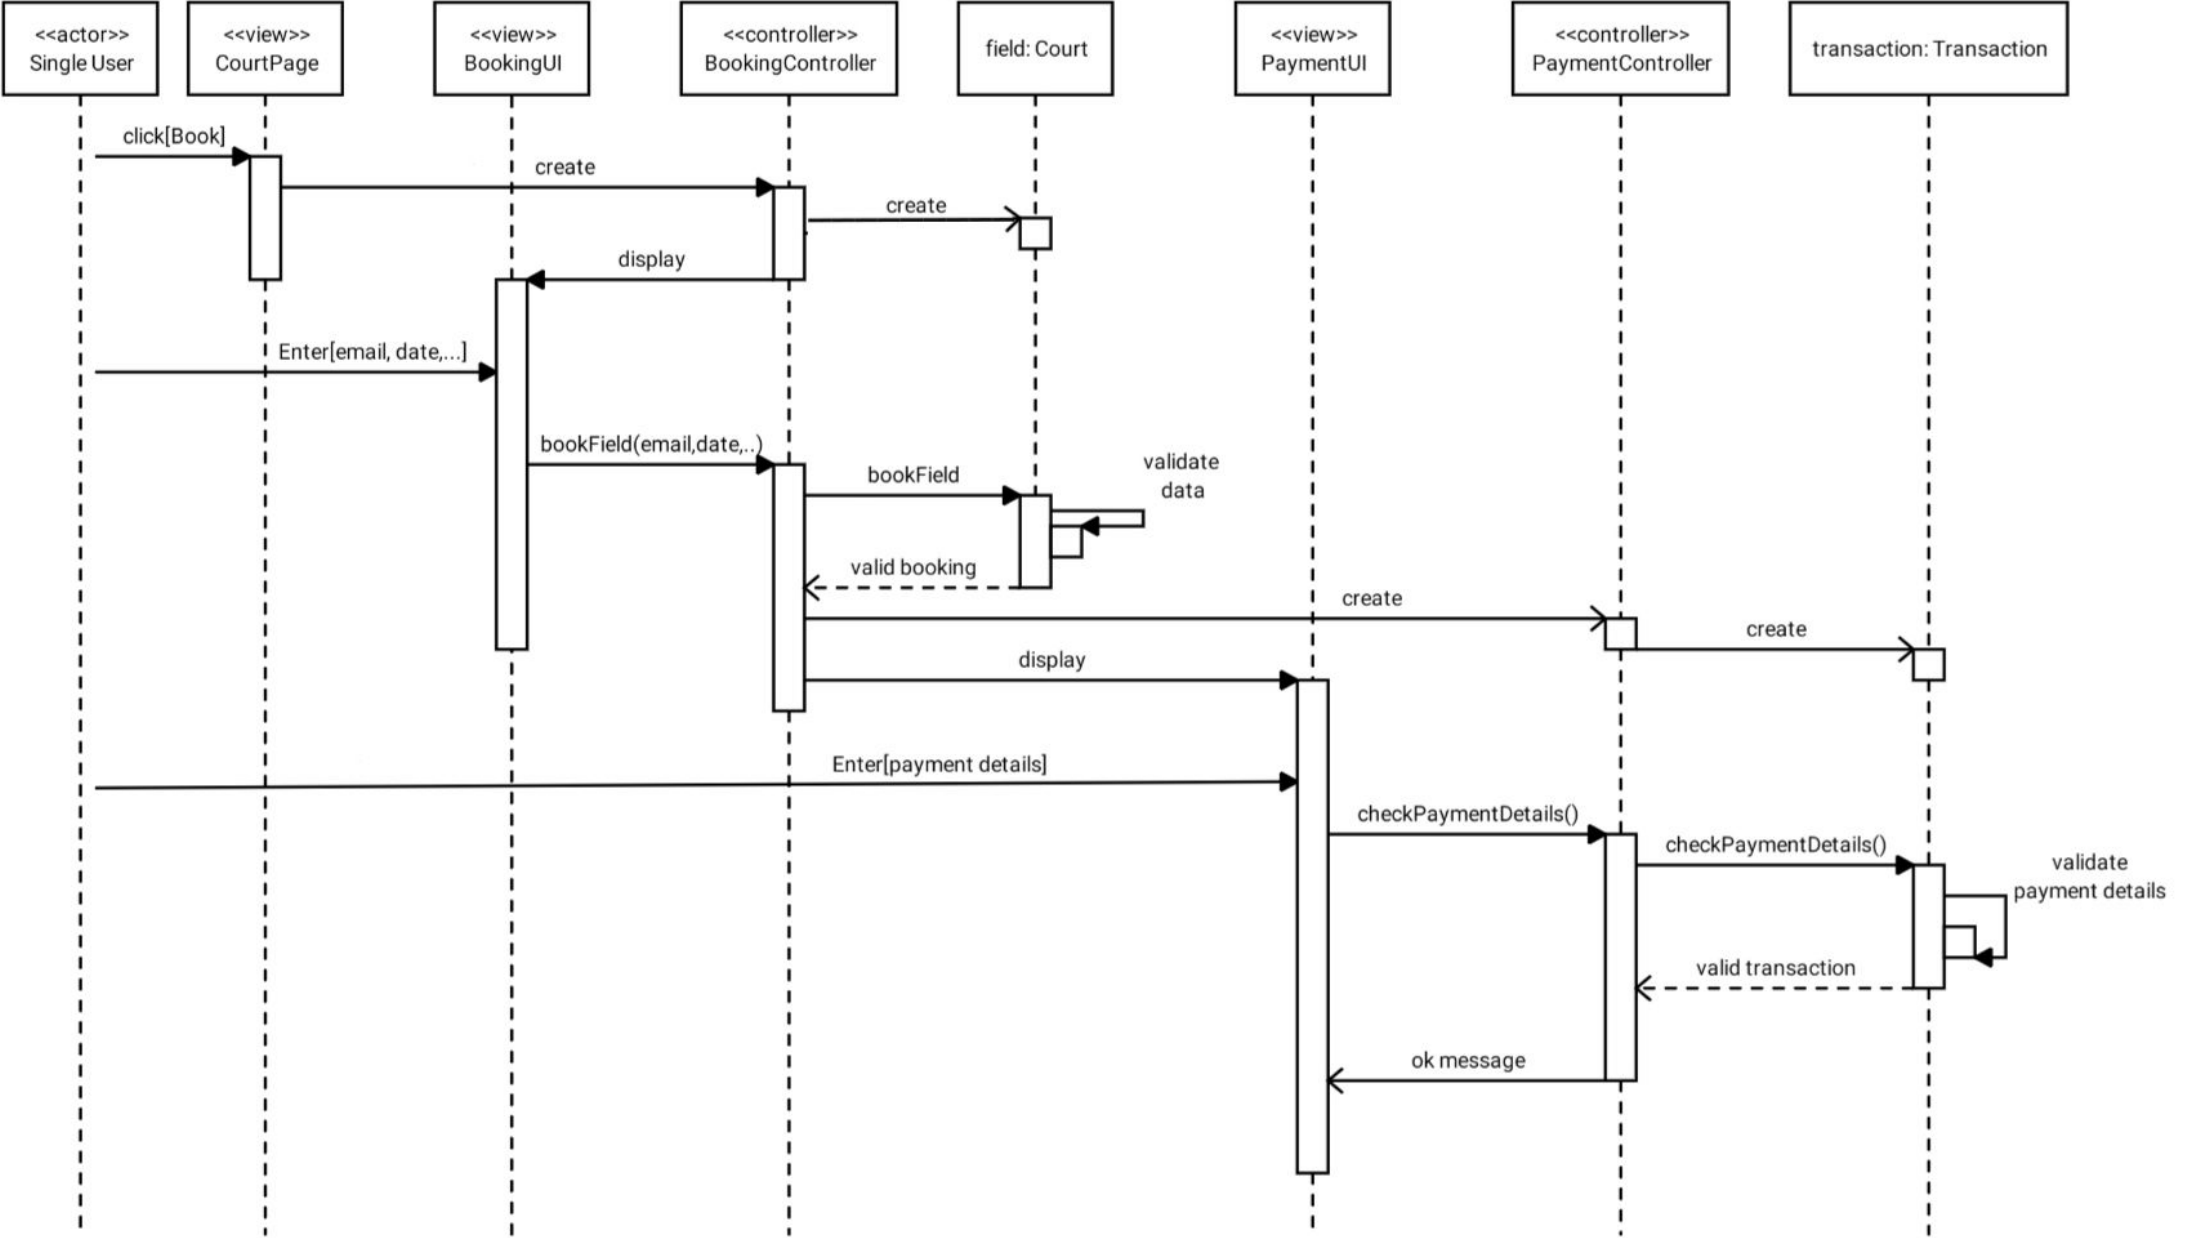 <<actor>>
Single User
<<view>>
CourtPage
<<view>>
BookingUI
<<controller>>
BookingController
field: Court
<<view>>
PaymentUI
<<controller>>
PaymentController
transaction: Transaction
click[Book]
create
create
display
Enter[email, date,...]
bookField(email,date,..)
bookField
validate
data
valid booking
create
create
display
Enter[payment details]
checkPaymentDetails()
checkPaymentDetails()
validate
payment details
valid transaction
ok message